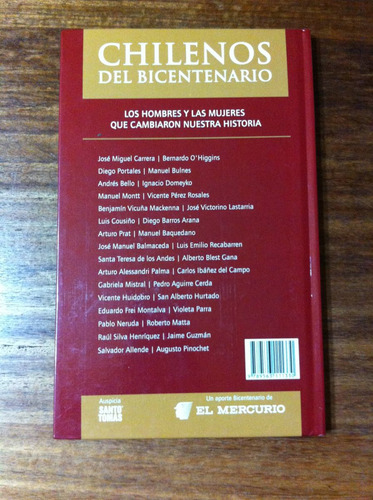 CHILENOS
DEL BICENTENARIO
LOS HOMBRES Y LAS MUJERES
QUE CAMBIARON NUESTRA HISTORIA
José Miguel Carrera | Bernardo O'Higgins
Diego Portales | Manuel Bulnes
Andrés Bello | Ignacio Domeyko
Manuel Montt | Vicente Pérez Rosales
Benjamín Vicuña Mackenna | José Victorino Lastarria
Luis Cousiño | Diego Barros Arana
Arturo Prat | Manuel Baquedano
José Manuel Balmaceda | Luis Emilio Recabarren
Santa Teresa de los Andes | Alberto Blest Gana
Arturo Alessandri Palma | Carlos Ibáñez del Campo
Gabriela Mistral | Pedro Aguirre Cerda
Vicente Huidobro | San Alberto Hurtado
Eduardo Frei Montalva | Violeta Parra
Pablo Neruda | Roberto Matta
Raúl Silva Henríquez | Jaime Guzmán
Salvador Allende | Augusto Pinochet
Auspicia
SANTO
TOMÁS
Un aporte Bicentenario de
EL MERCURIO